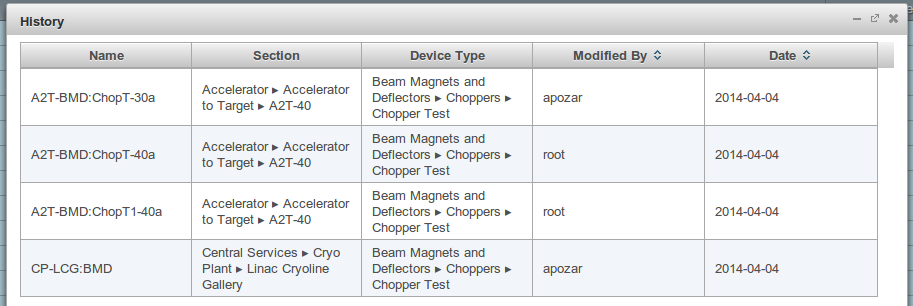 History
Name Section Device Type Modified By Date
A2T-BMD:ChopT-30a Accelerator ▸ Accelerator to Target ▸ A2T-40 Beam Magnets and Deflectors ▸ Choppers ▸ Chopper Test apozar 2014-04-04
A2T-BMD:ChopT-40a Accelerator ▸ Accelerator to Target ▸ A2T-40 Beam Magnets and Deflectors ▸ Choppers ▸ Chopper Test root 2014-04-04
A2T-BMD:ChopT1-40a Accelerator ▸ Accelerator to Target ▸ A2T-40 Beam Magnets and Deflectors ▸ Choppers ▸ Chopper Test root 2014-04-04
CP-LCG:BMD Central Services ▸ Cryo Plant ▸ Linac Cryoline Gallery Beam Magnets and Deflectors ▸ Choppers ▸ Chopper Test apozar 2014-04-04